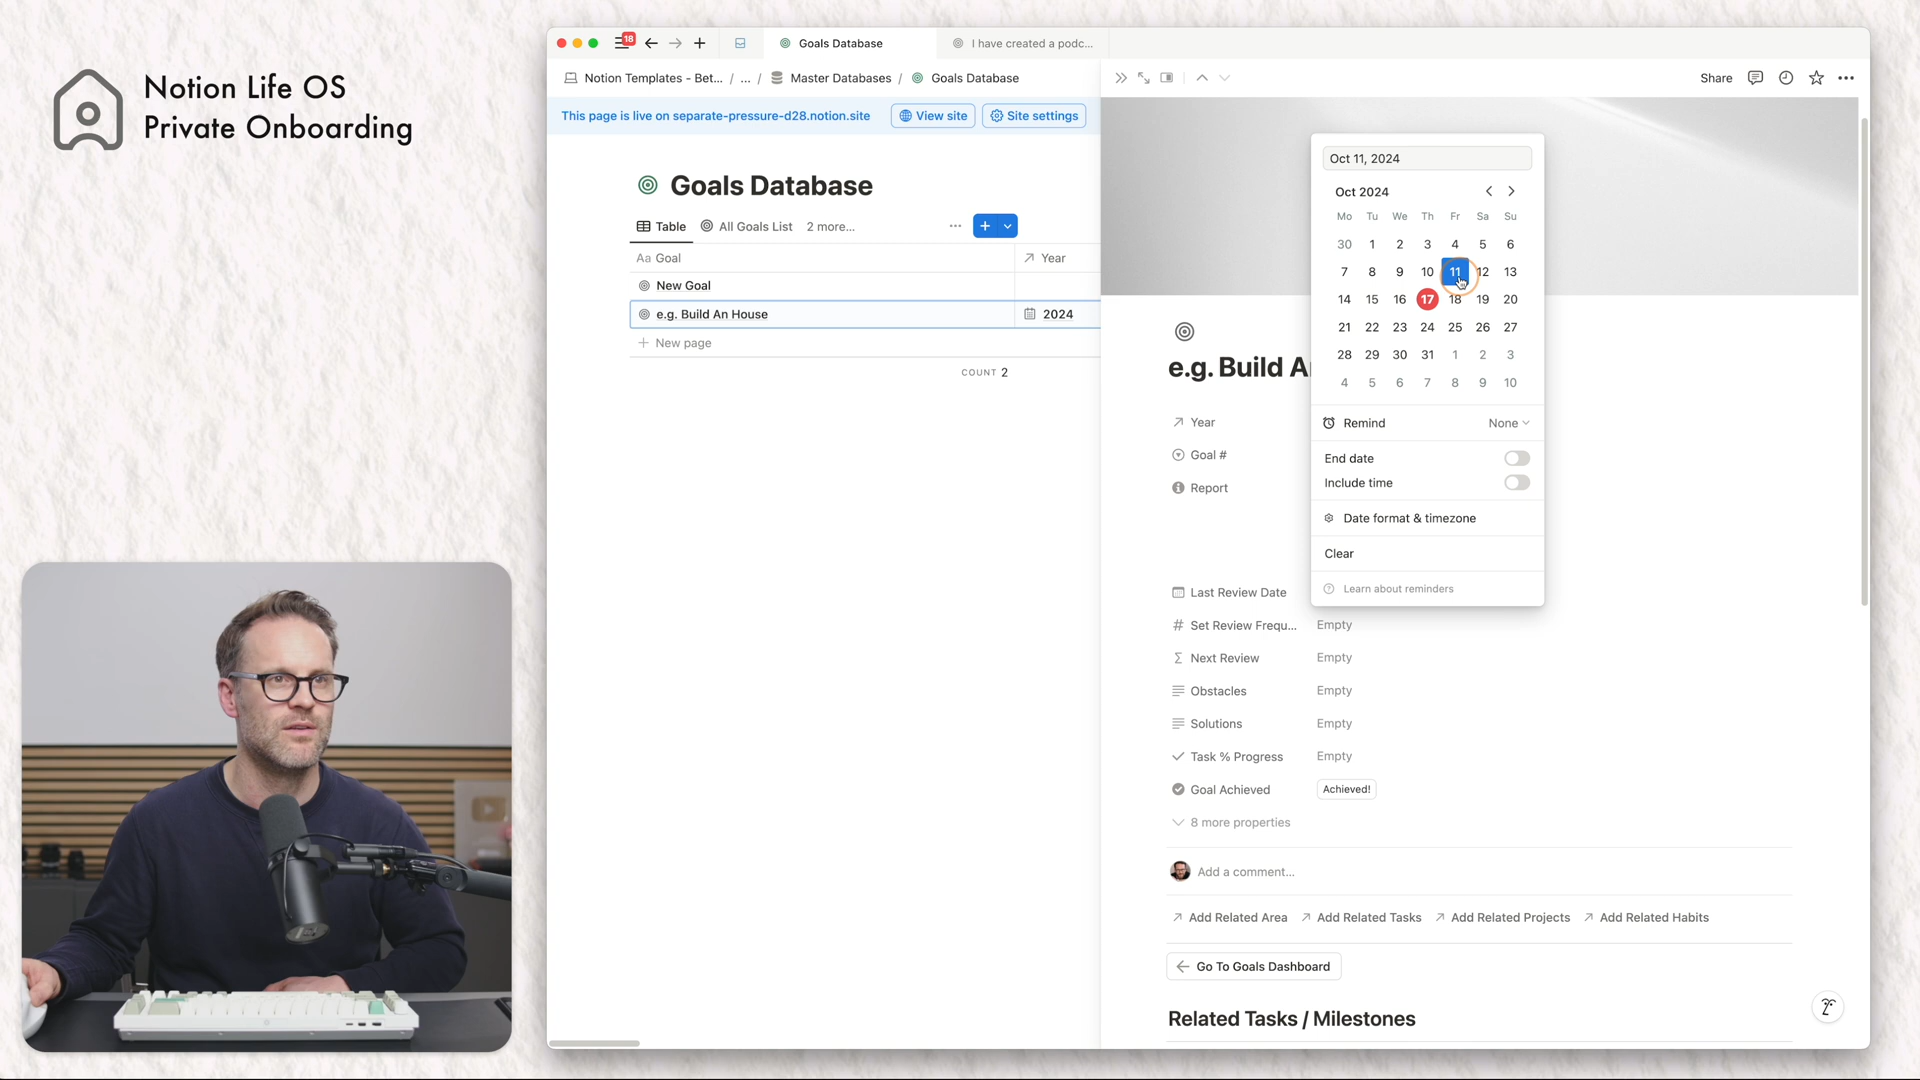 Notion Life OS
Private Onboarding
18
Goals Database
I have created a podc...
Notion Templates - Bet... / ... / Master Databases / Goals Database
Share
This page is live on separate-pressure-d28.notion.site
View site
Site settings
Goals Database
Table
All Goals List
2 more...
Aa Goal
Year
New Goal
e.g. Build An House
2024
New page
COUNT 2
Oct 11, 2024
Oct 2024
Mo Tu We Th Fr Sa Su
30 1 2 3 4 5 6
7 8 9 10 11 12 13
14 15 16 17 18 19 20
21 22 23 24 25 26 27
28 29 30 31 1 2 3
4 5 6 7 8 9 10
Remind
None
End date
Include time
Date format & timezone
Clear
Learn about reminders
e.g. Build A
Year
Goal #
Report
Last Review Date
Set Review Frequ... Empty
Next Review Empty
Obstacles Empty
Solutions Empty
Task % Progress Empty
Goal Achieved Achieved!
8 more properties
Add a comment...
Add Related Area
Add Related Tasks
Add Related Projects
Add Related Habits
Go To Goals Dashboard
Related Tasks / Milestones